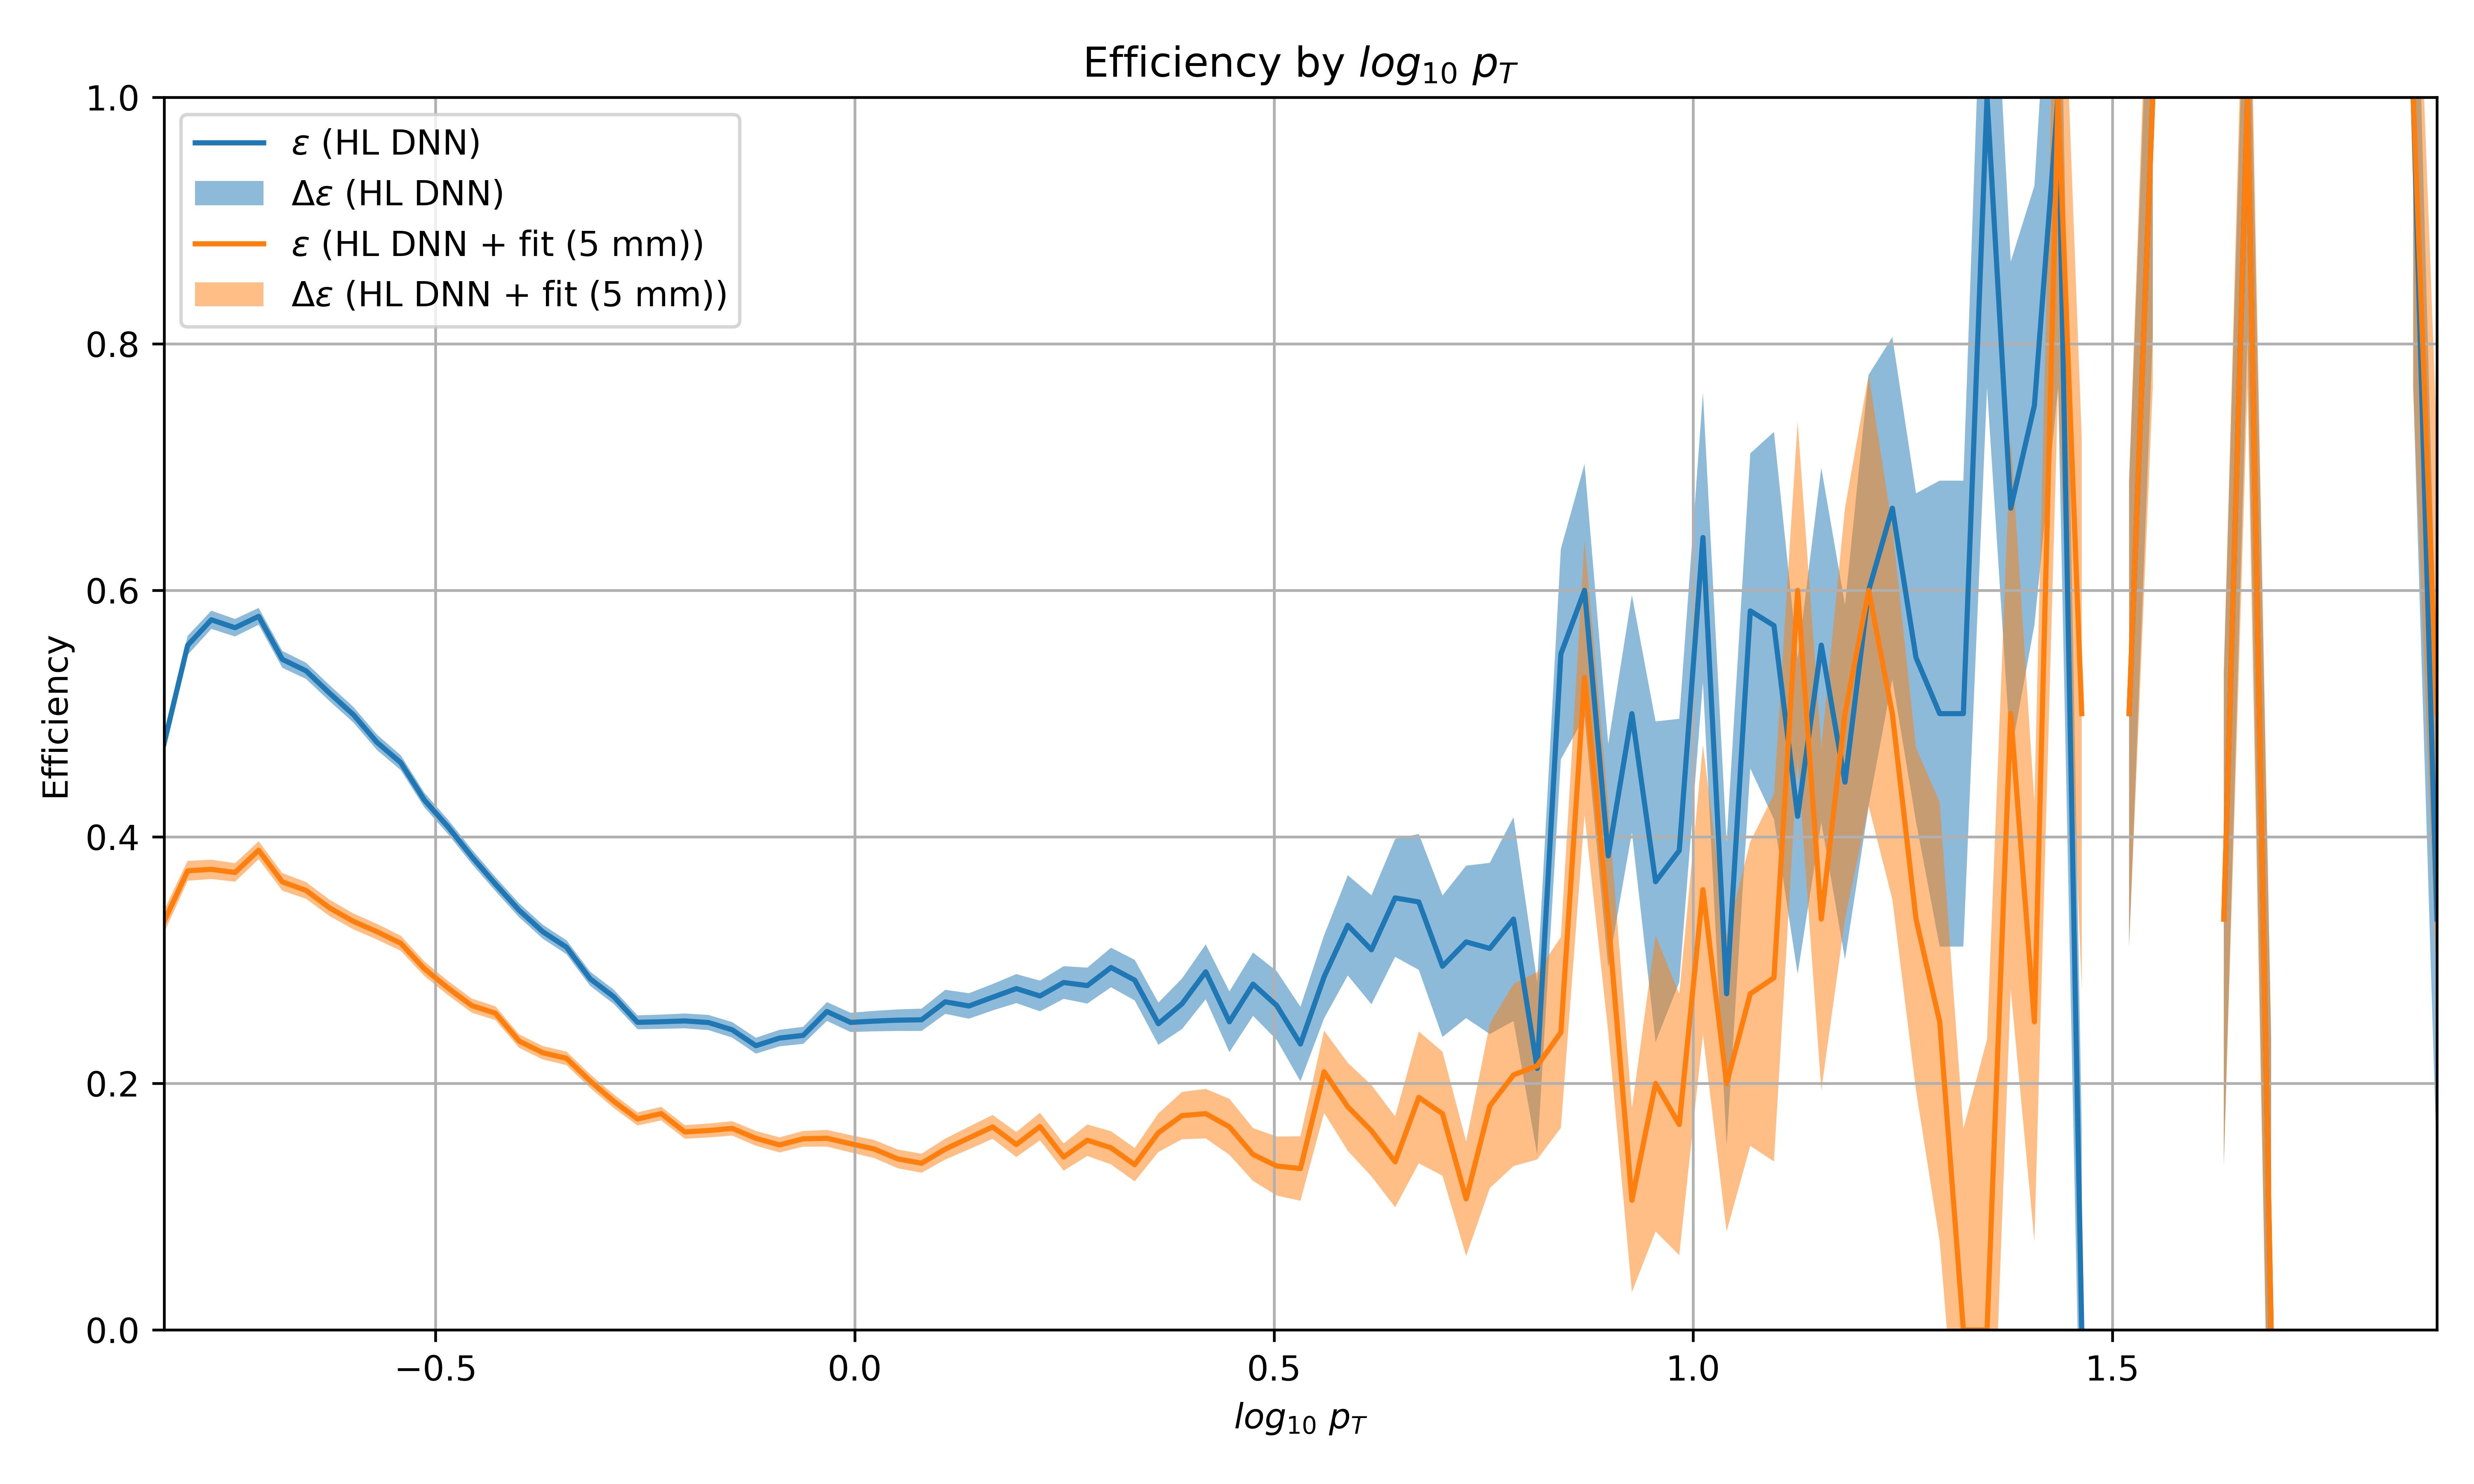 Efficiency by log₁₀ p_T
1.0
0.8
0.6
0.4
0.2
0.0
Efficiency
ε (HL DNN)
Δε (HL DNN)
ε (HL DNN + fit (5 mm))
Δε (HL DNN + fit (5 mm))
−0.5
0.0
0.5
1.0
1.5
log₁₀ p_T